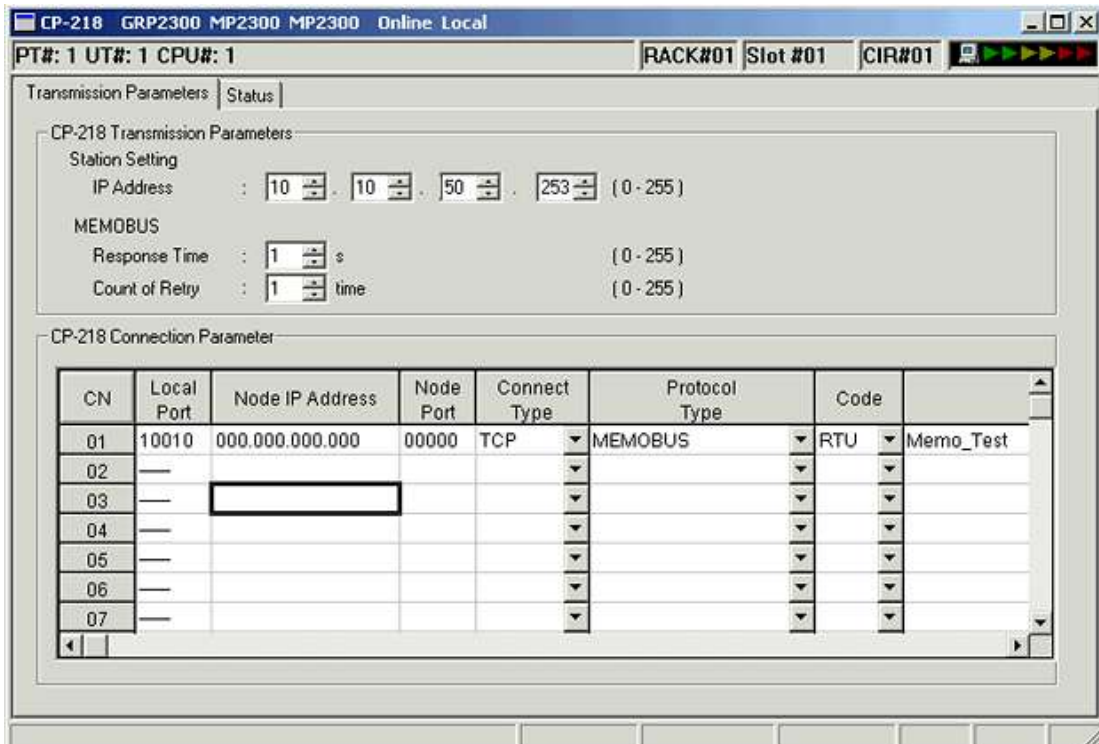 CP-218 GRP2300 MP2300 MP2300 Online Local
PT#: 1 UT#: 1 CPU#: 1 RACK#01 Slot #01 CIR#01
Transmission Parameters Status
CP-218 Transmission Parameters
Station Setting
IP Address : 10 . 10 . 50 . 253 ( 0 - 255 )
MEMOBUS
Response Time : 1 s ( 0 - 255 )
Count of Retry : 1 time ( 0 - 255 )
CP-218 Connection Parameter
CN Local Port Node IP Address Node Port Connect Type Protocol Type Code
01 10010 000.000.000.000 00000 TCP MEMOBUS RTU Memo_Test
02 —
03 —
04 —
05 —
06 —
07 —